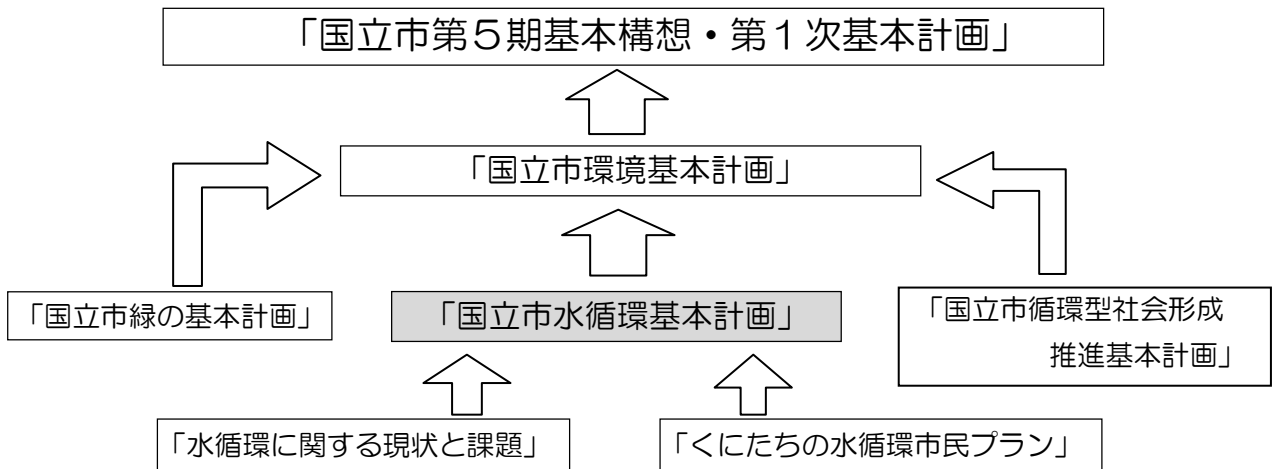 「国立市第５期基本構想・第１次基本計画」
「国立市環境基本計画」
「国立市緑の基本計画」
「国立市水循環基本計画」
「国立市循環型社会形成
推進基本計画」
「水循環に関する現状と課題」
「くにたちの水循環市民プラン」